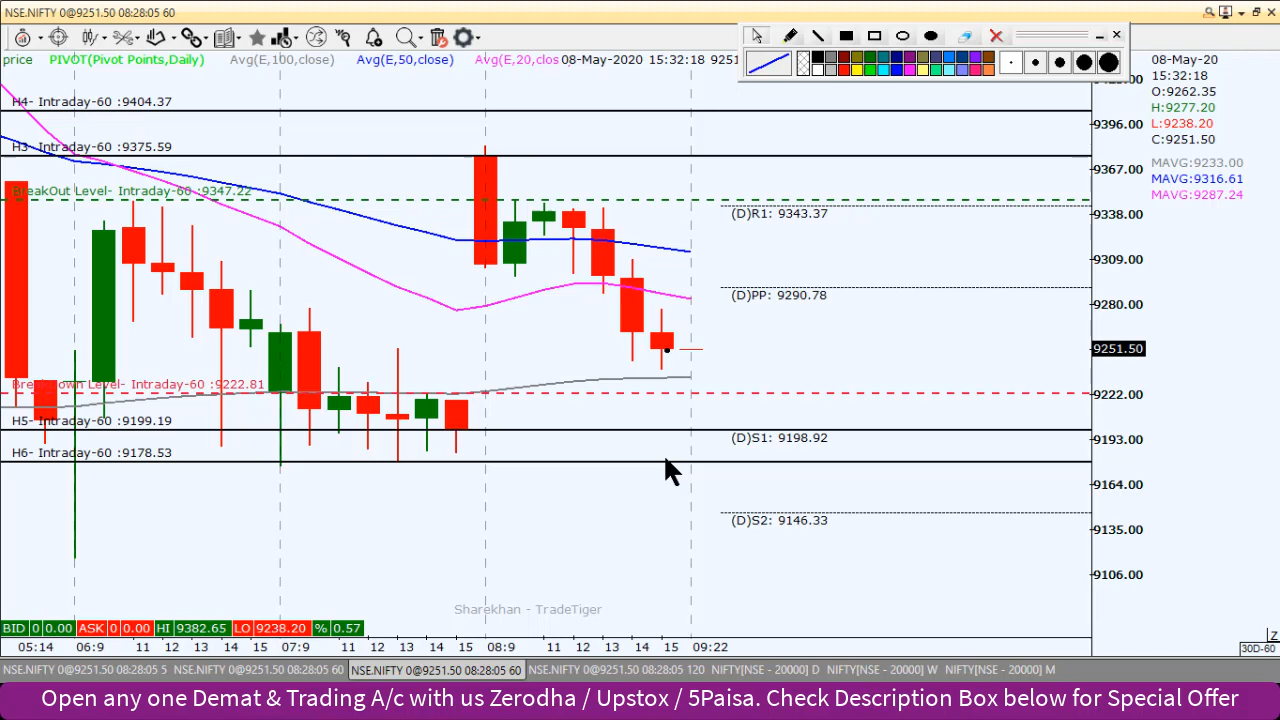 NSE.NIFTY 0@9251.50 08:28:05 60
price PIVOT(Pivot Points,Daily) Avg(E,100,close) Avg(E,50,close) Avg(E,20,clos 08-May-2020 15:32:18 9251
08-May-20
15:32:18
O:9262.35
H:9277.20
L:9238.20
C:9251.50
MAVG:9233.00
MAVG:9316.61
MAVG:9287.24
H4- Intraday-60 :9404.37
9396.00
H3- Intraday-60 :9375.59
9367.00
BreakOut Level- Intraday-60 :9347.22
(D)R1: 9343.37
9338.00
9309.00
(D)PP: 9290.78
9280.00
9251.50
BreakDown Level- Intraday-60 :9222.81
9222.00
H5- Intraday-60 :9199.19
(D)S1: 9198.92
9193.00
H6- Intraday-60 :9178.53
9164.00
(D)S2: 9146.33
9135.00
9106.00
Sharekhan - TradeTiger
BID 0 0.00 ASK 0 0.00 HI 9382.65 LO 9238.20 % 0.57
Z
05:14 06:9 11 12 13 14 15 07:9 11 12 13 14 15 08:9 11 12 13 14 15 09:22
30D-60
NSE.NIFTY 0@9251.50 08:28:05 5 NSE.NIFTY 0@9251.50 08:28:05 60 NSE.NIFTY 0@9251.50 08:28:05 60 NSE.NIFTY 0@9251.50 08:28:05 120 NIFTY[NSE - 20000] D NIFTY[NSE - 20000] W NIFTY[NSE - 20000] M
Open any one Demat & Trading A/c with us Zerodha / Upstox / 5Paisa. Check Description Box below for Special Offer